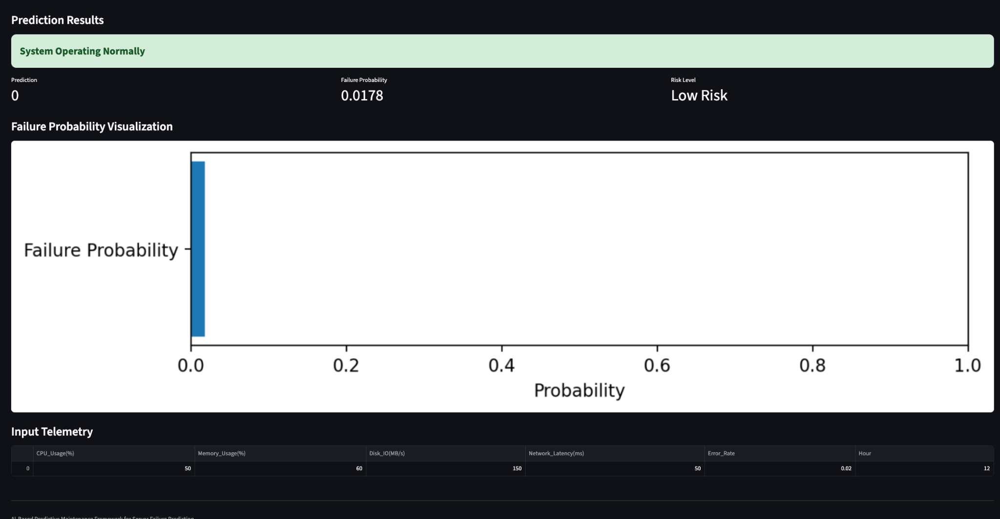 Prediction Results
System Operating Normally
Prediction
Failure Probability
Risk Level
0
0.0178
Low Risk
Failure Probability Visualization
Failure Probability
0.0 0.2 0.4 0.6 0.8 1.0
Probability
Input Telemetry
CPU_Usage(%) Memory_Usage(%) Disk_IO(MB/s) Network_Latency(ms) Error_Rate Hour
0 50 60 150 50 0.02 12
AI-Based Predictive Maintenance Framework for Server Failure Prediction